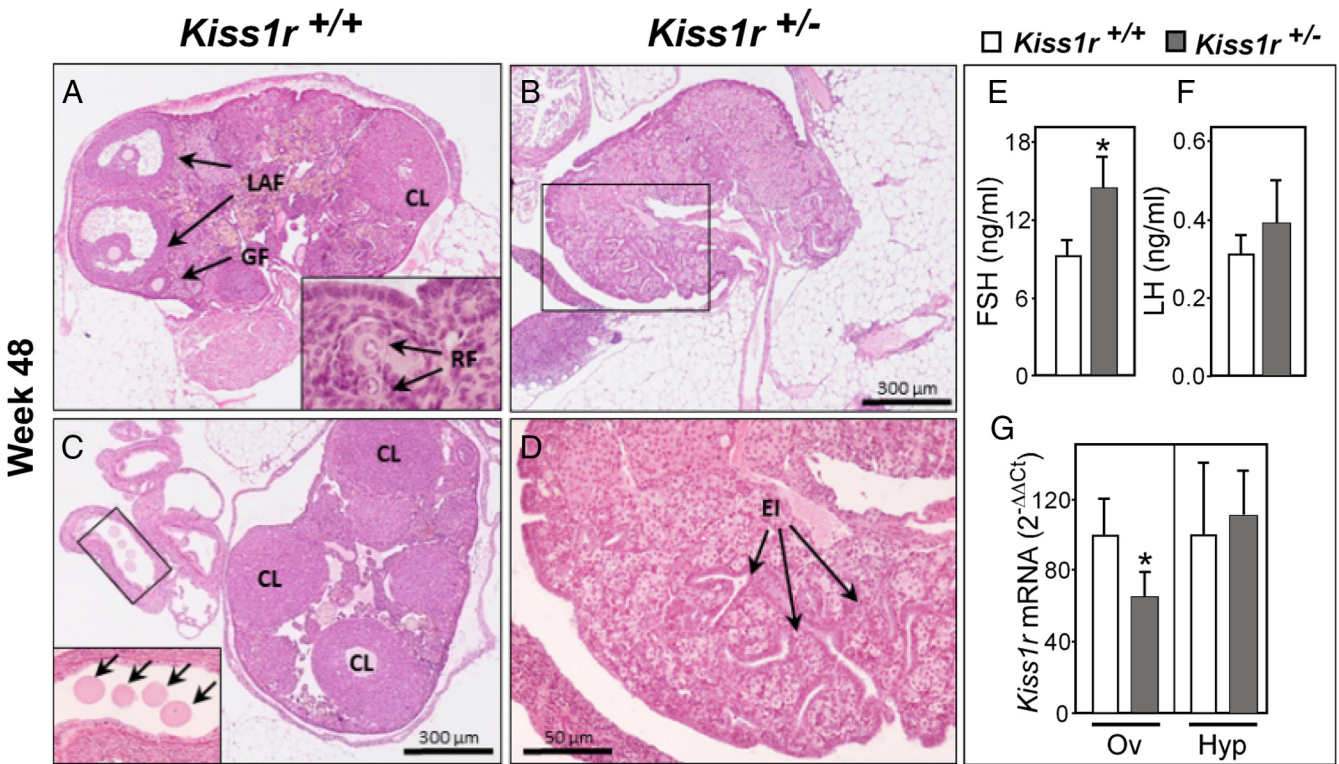 Kiss1r +/+
Kiss1r +/-
Kiss1r +/+ Kiss1r +/-
Week 48
A
LAF
GF
CL
RF
B
300 µm
C
CL
CL
CL
300 µm
D
EI
50 µm
E
FSH (ng/ml)
18
12
6
0
*
F
LH (ng/ml)
0.6
0.4
0.2
0.0
G
Kiss1r mRNA (2-ΔΔCt)
120
80
40
0
*
Ov Hyp